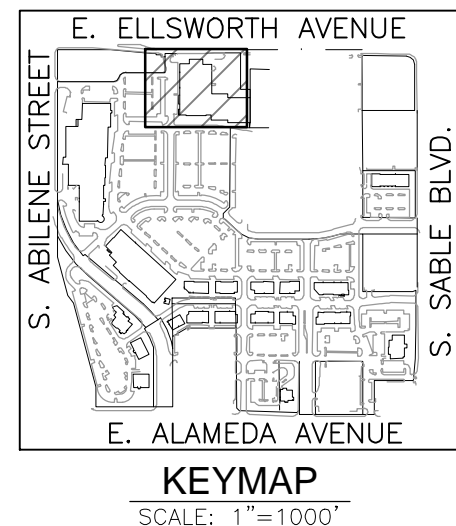 E. ELLSWORTH AVENUE
S. ABILENE STREET
S. SABLE BLVD.
E. ALAMEDA AVENUE
KEYMAP
SCALE: 1"=1000'